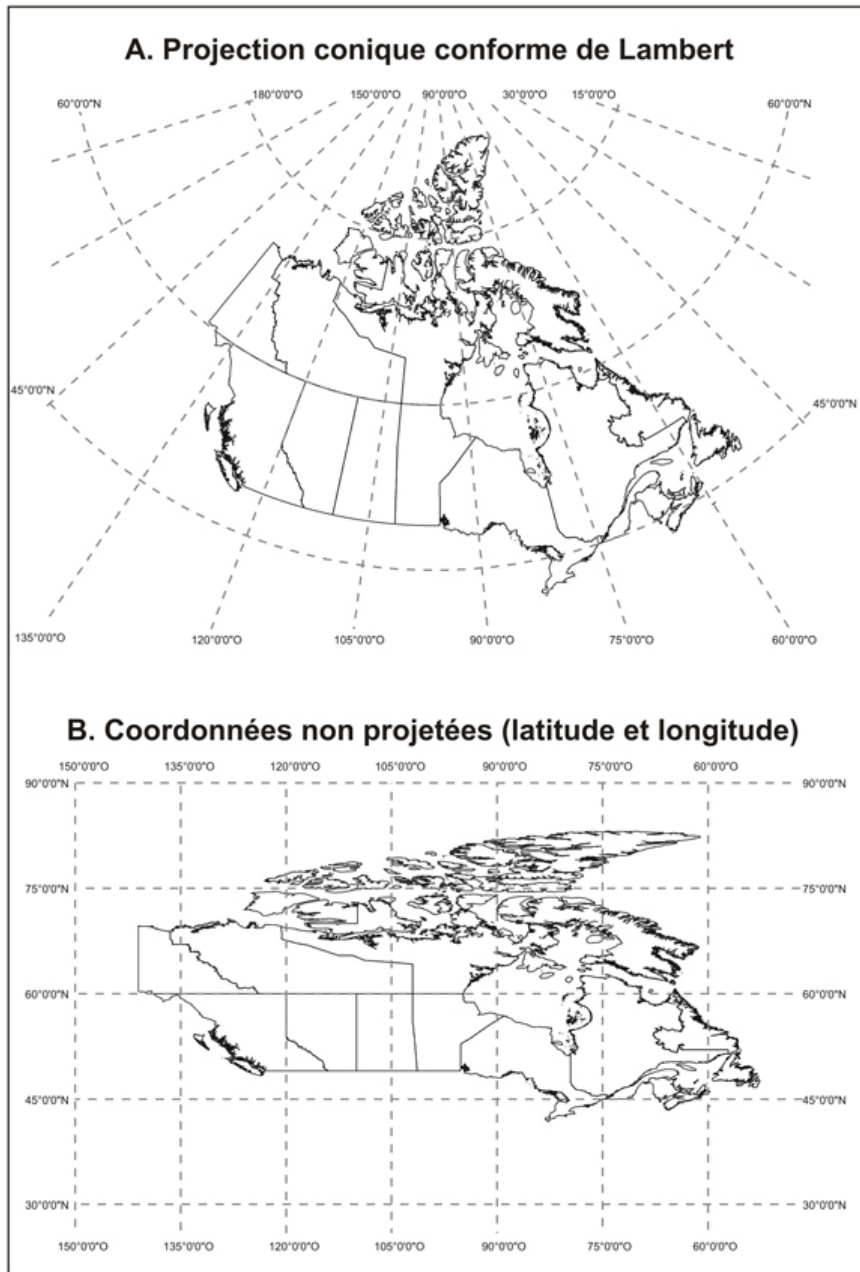 A. Projection conique conforme de Lambert
60°0'0"N 180°0'0"O 150°0'0"O 90°0'0"O 30°0'0"O 15°0'0"O 60°0'0"N
45°0'0"N 45°0'0"N
135°0'0"O 120°0'0"O 105°0'0"O 90°0'0"O 75°0'0"O 60°0'0"O
B. Coordonnées non projetées (latitude et longitude)
150°0'0"O 135°0'0"O 120°0'0"O 105°0'0"O 90°0'0"O 75°0'0"O 60°0'0"O
90°0'0"N 90°0'0"N
75°0'0"N 75°0'0"N
60°0'0"N 60°0'0"N
45°0'0"N 45°0'0"N
30°0'0"N 30°0'0"N
150°0'0"O 135°0'0"O 120°0'0"O 105°0'0"O 90°0'0"O 75°0'0"O 60°0'0"O